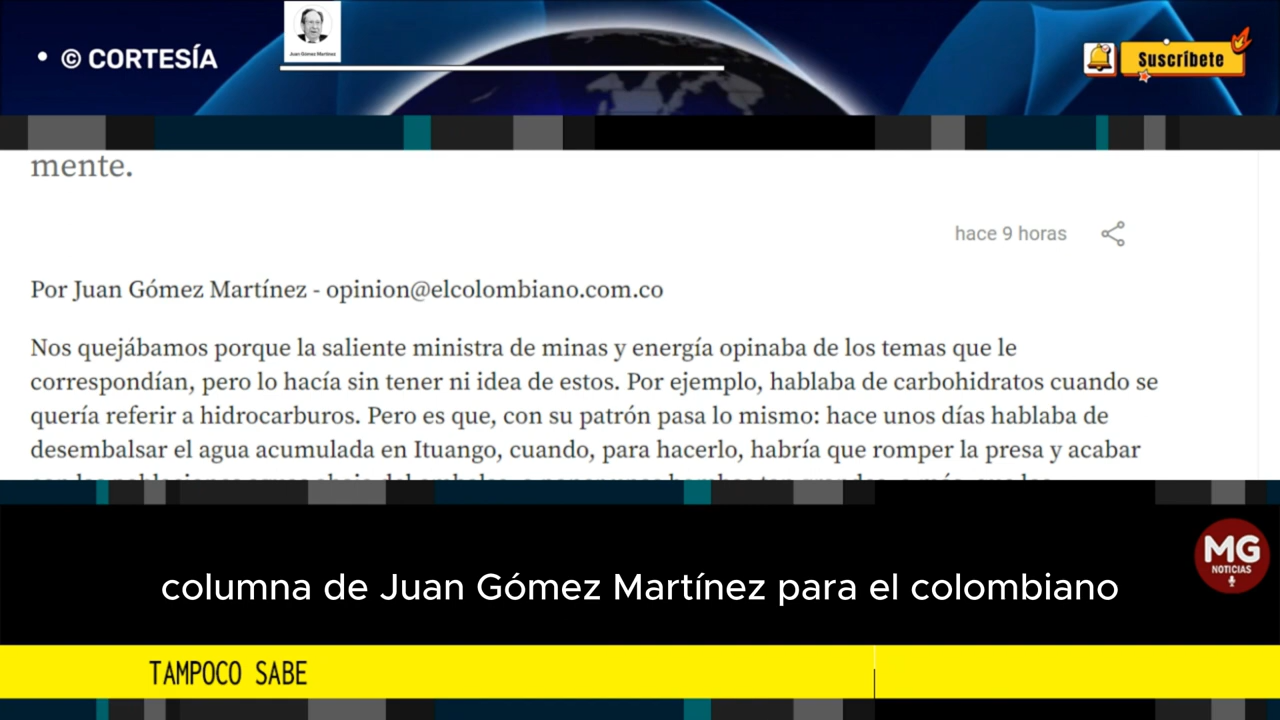 Juan Gómez Martínez
• © CORTESÍA
Suscríbete
mente.
hace 9 horas
Por Juan Gómez Martínez - opinion@elcolombiano.com.co
Nos quejábamos porque la saliente ministra de minas y energía opinaba de los temas que le
correspondían, pero lo hacía sin tener ni idea de estos. Por ejemplo, hablaba de carbohidratos cuando se
quería referir a hidrocarburos. Pero es que, con su patrón pasa lo mismo: hace unos días hablaba de
desembalsar el agua acumulada en Ituango, cuando, para hacerlo, habría que romper la presa y acabar
MG
NOTICIAS
columna de Juan Gómez Martínez para el colombiano
TAMPOCO SABE